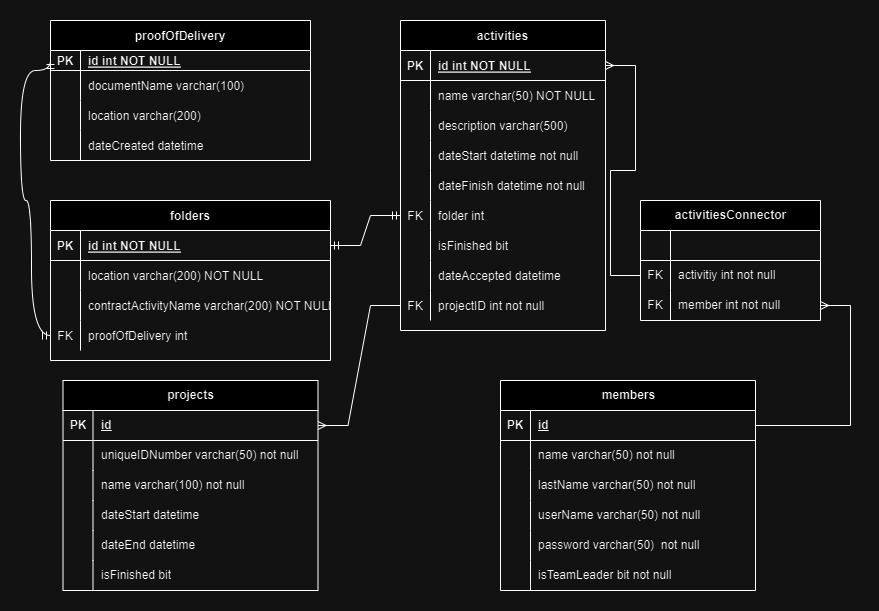 proofOfDelivery
PK id int NOT NULL
documentName varchar(100)
location varchar(200)
dateCreated datetime
activities
PK id int NOT NULL
name varchar(50) NOT NULL
description varchar(500)
dateStart datetime not null
dateFinish datetime not null
FK folder int
isFinished bit
dateAccepted datetime
FK projectID int not null
folders
PK id int NOT NULL
location varchar(200) NOT NULL
contractActivityName varchar(200) NOT NULL
FK proofOfDelivery int
activitiesConnector
FK activitiy int not null
FK member int not null
projects
PK id
uniqueIDNumber varchar(50) not null
name varchar(100) not null
dateStart datetime
dateEnd datetime
isFinished bit
members
PK id
name varchar(50) not null
lastName varchar(50) not null
userName varchar(50) not null
password varchar(50)  not null
isTeamLeader bit not null